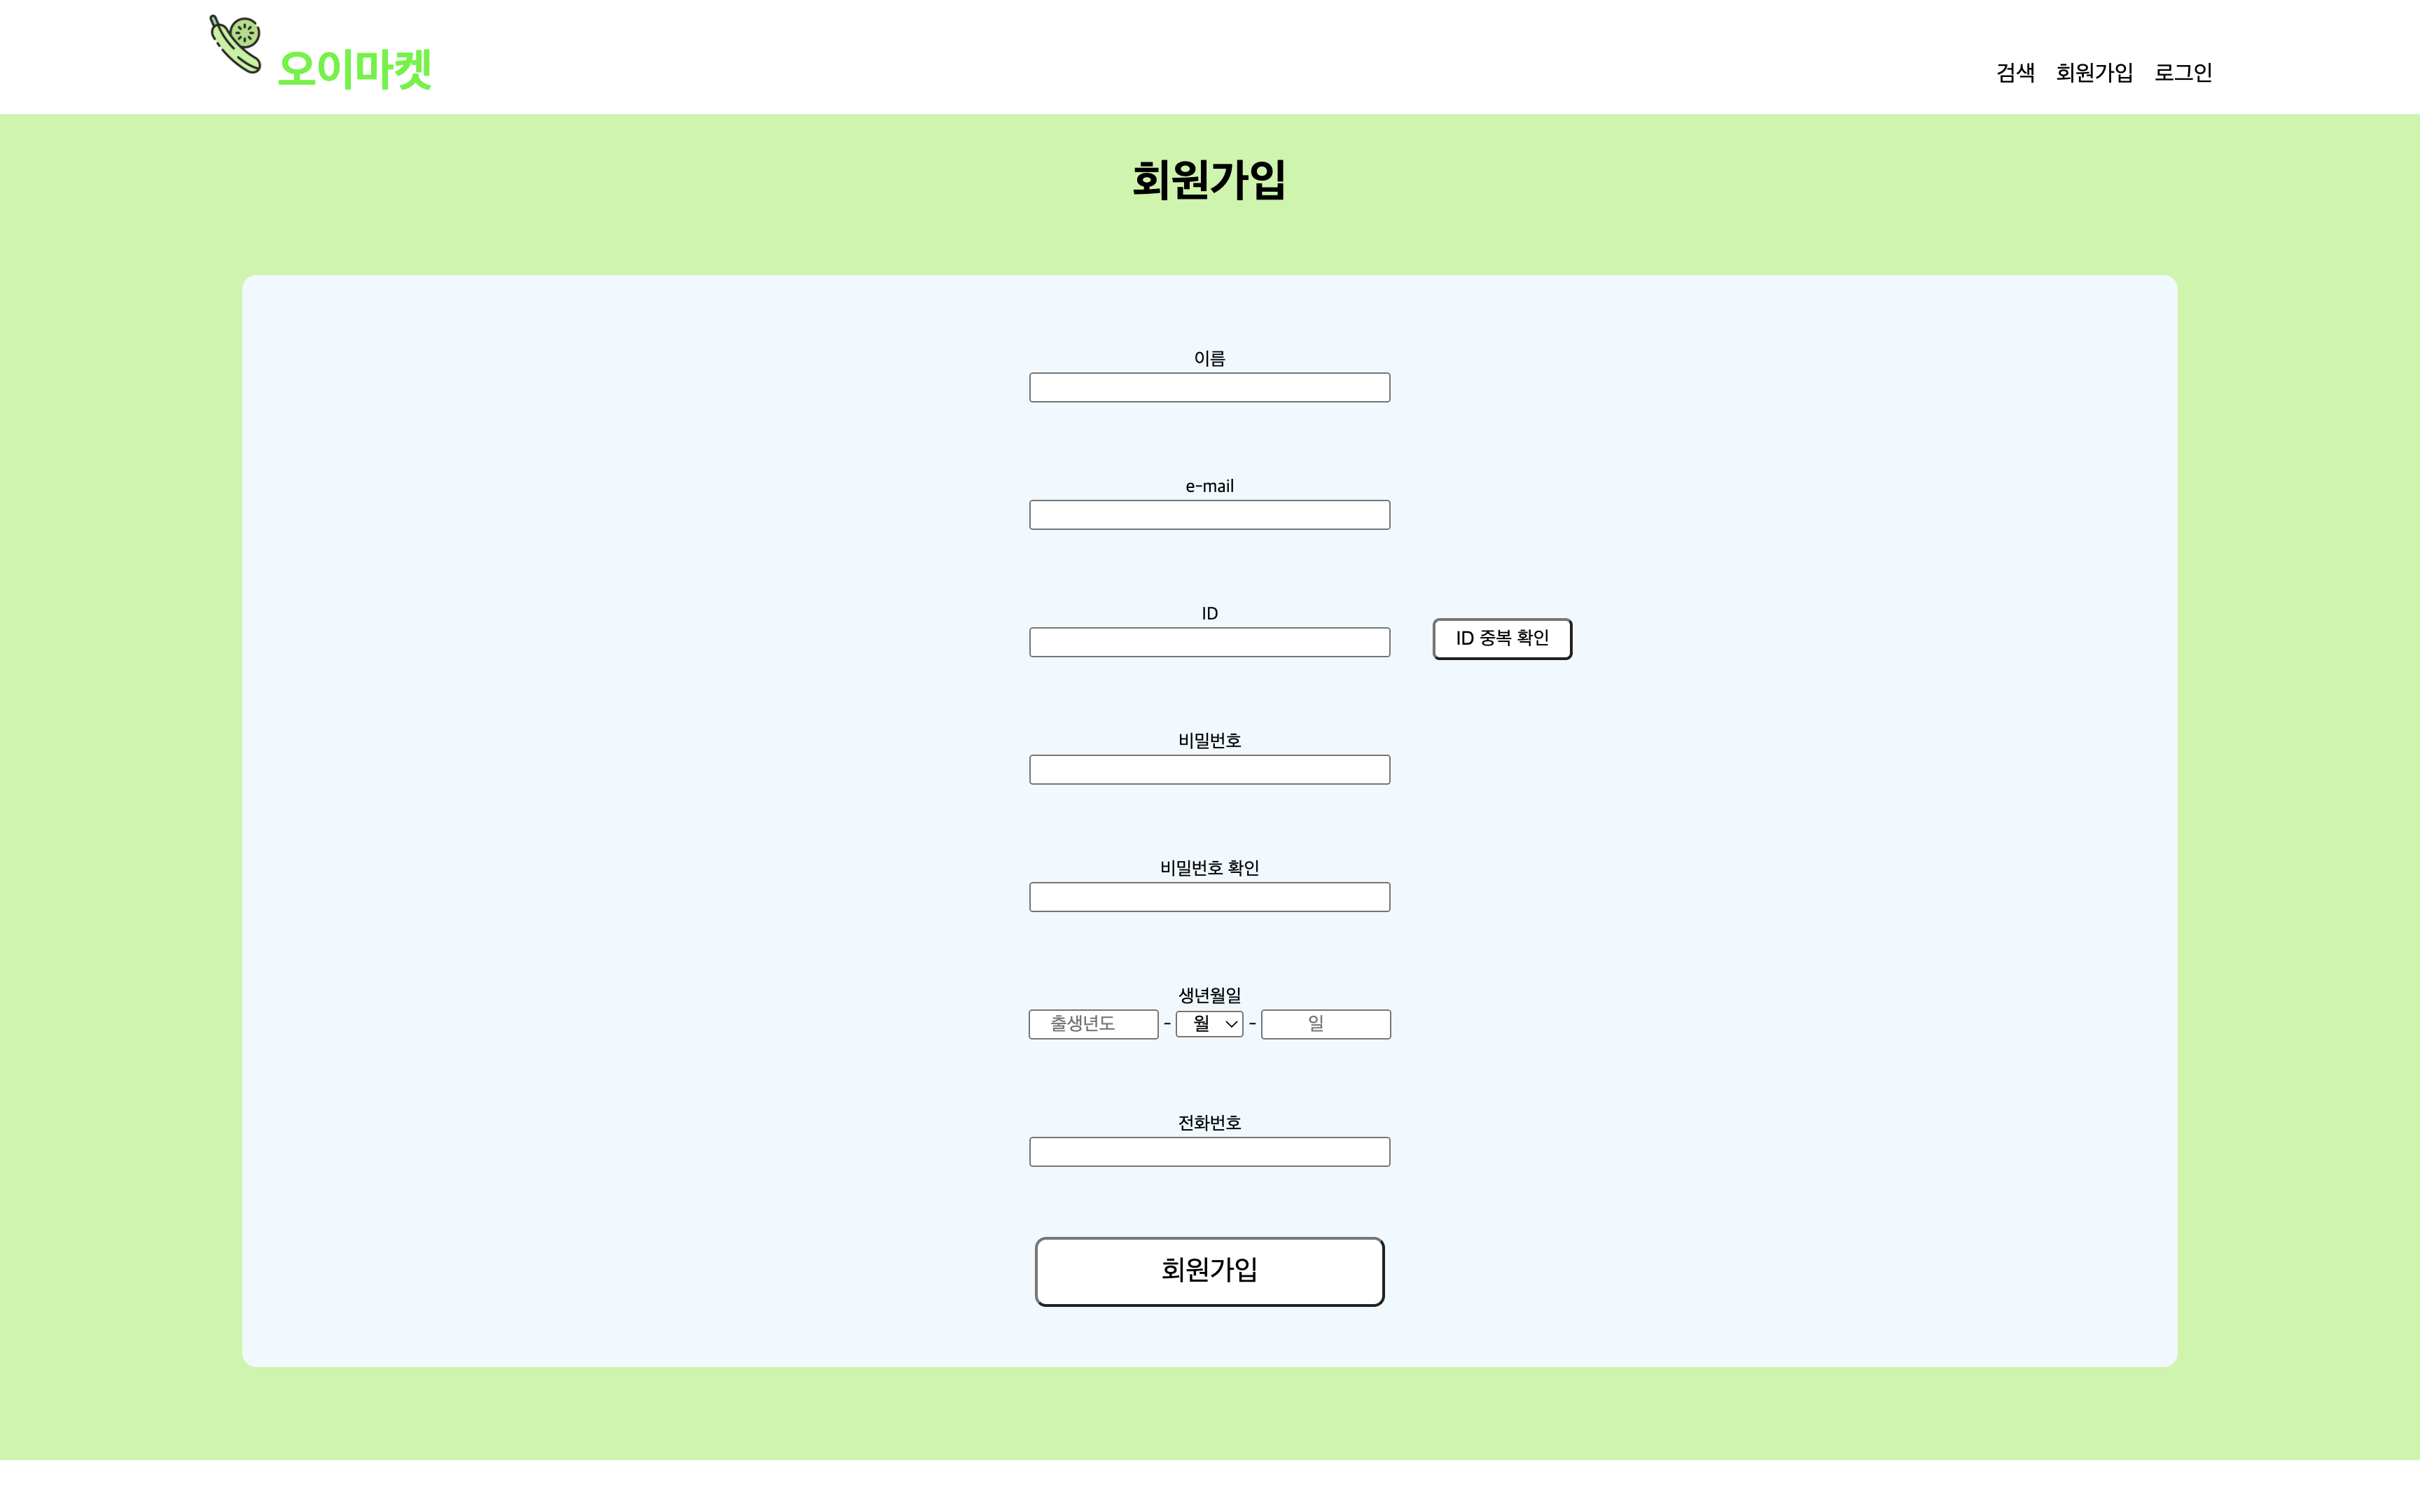 오이마켓
검색 회원가입 로그인
회원가입
이름
e-mail
ID
ID 중복 확인
비밀번호
비밀번호 확인
생년월일
출생년도 - 월 - 일
전화번호
회원가입